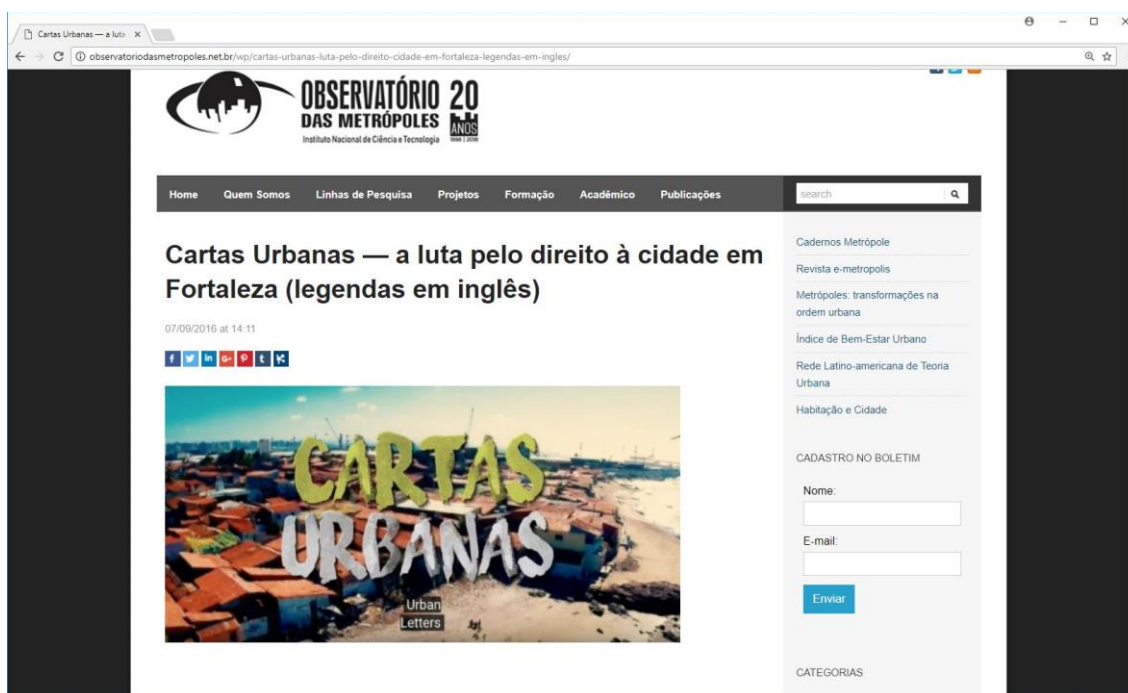 Cartas Urbanas — a luta
observatoriodasmetropoles.net.br/wp/cartas-urbanas-luta-pelo-direito-cidade-em-fortaleza-legendas-em-ingles/
OBSERVATÓRIO 20
DAS METRÓPOLES ANOS
Instituto Nacional de Ciência e Tecnologia
Home Quem Somos Linhas de Pesquisa Projetos Formação Acadêmico Publicações
search
Cartas Urbanas — a luta pelo direito à cidade em
Fortaleza (legendas em inglês)
07/09/2016 at 14:11
CARTAS
URBANAS
Urban
Letters
Cadernos Metrópole
Revista e-metropolis
Metrópoles: transformações na
ordem urbana
Índice de Bem-Estar Urbano
Rede Latino-americana de Teoria
Urbana
Habitação e Cidade
CADASTRO NO BOLETIM
Nome:
E-mail:
Enviar
CATEGORIAS